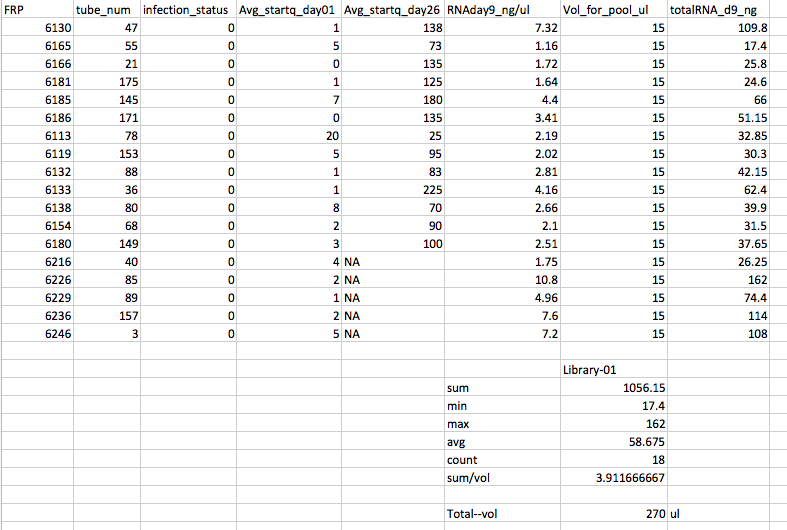 FRP tube_num infection_status Avg_startq_day01 Avg_startq_day26 RNAday9_ng/ul Vol_for_pool_ul totalRNA_d9_ng
6130 47 0 1 138 7.32 15 109.8
6165 55 0 5 73 1.16 15 17.4
6166 21 0 0 135 1.72 15 25.8
6181 175 0 1 125 1.64 15 24.6
6185 145 0 7 180 4.4 15 66
6186 171 0 0 135 3.41 15 51.15
6113 78 0 20 25 2.19 15 32.85
6119 153 0 5 95 2.02 15 30.3
6132 88 0 1 83 2.81 15 42.15
6133 36 0 1 225 4.16 15 62.4
6138 80 0 8 70 2.66 15 39.9
6154 68 0 2 90 2.1 15 31.5
6180 149 0 3 100 2.51 15 37.65
6216 40 0 4 NA 1.75 15 26.25
6226 85 0 2 NA 10.8 15 162
6229 89 0 1 NA 4.96 15 74.4
6236 157 0 2 NA 7.6 15 114
6246 3 0 5 NA 7.2 15 108
Library-01
sum 1056.15
min 17.4
max 162
avg 58.675
count 18
sum/vol 3.911666667
Total--vol 270 ul